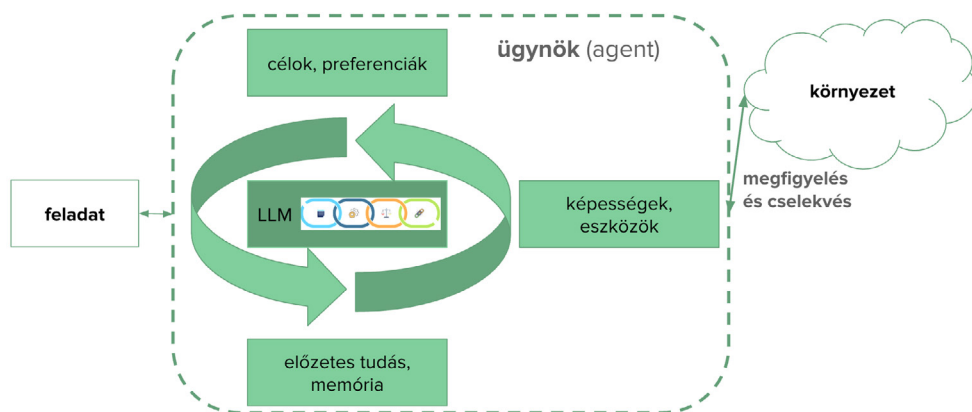 célok, preferenciák
ügynök (agent)
környezet
feladat
LLM
képességek,
eszközök
megfigyelés
és cselekvés
előzetes tudás,
memória